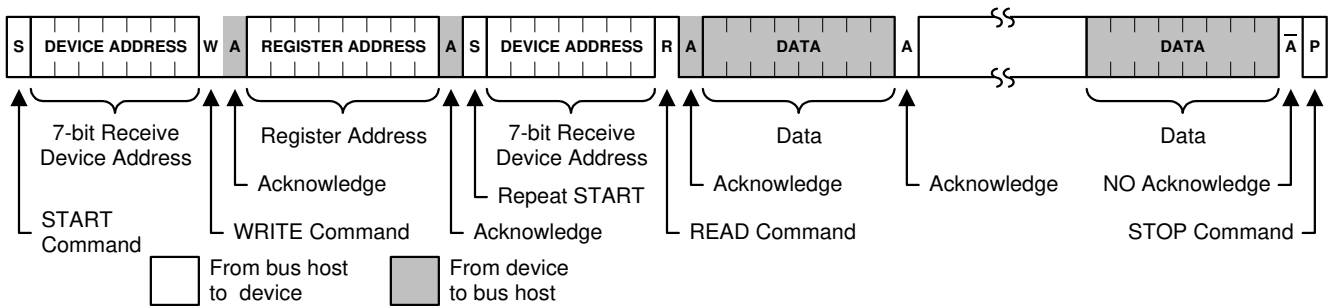 S DEVICE ADDRESS W A REGISTER ADDRESS A S DEVICE ADDRESS R A DATA A DATA A̅ P
7-bit Receive
Device Address
Register Address
7-bit Receive
Device Address
Data
Data
Acknowledge
Repeat START
Acknowledge
Acknowledge
NO Acknowledge
START
Command
WRITE Command
Acknowledge
READ Command
STOP Command
From bus host
to device
From device
to bus host